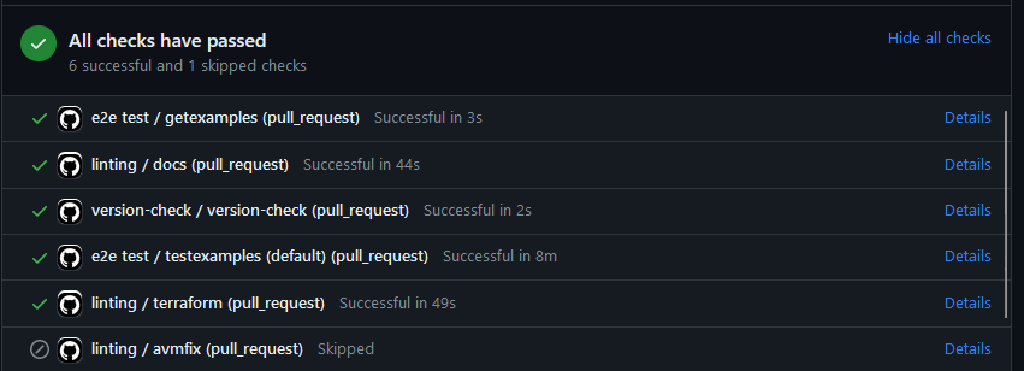 All checks have passed
Hide all checks
6 successful and 1 skipped checks
e2e test / getexamples (pull_request) Successful in 3s Details
linting / docs (pull_request) Successful in 44s Details
version-check / version-check (pull_request) Successful in 2s Details
e2e test / testexamples (default) (pull_request) Successful in 8m Details
linting / terraform (pull_request) Successful in 49s Details
linting / avmfix (pull_request) Skipped Details